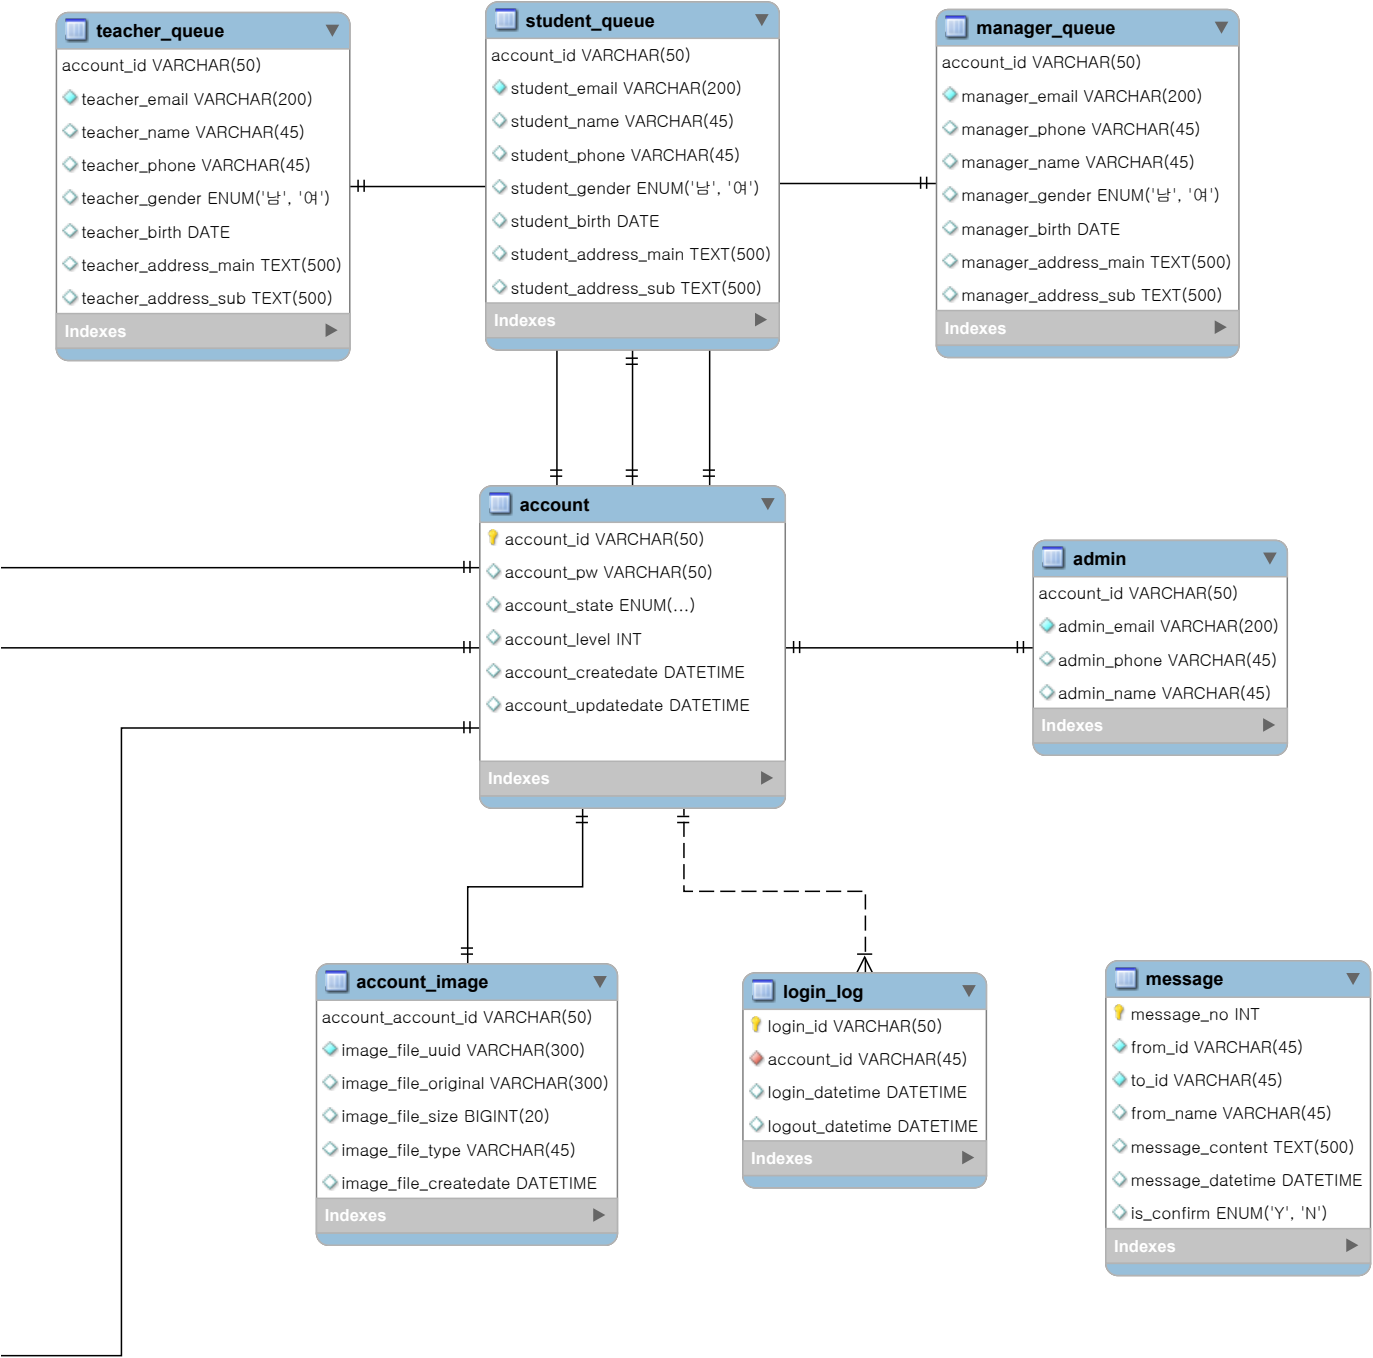 teacher_queue
account_id VARCHAR(50)
teacher_email VARCHAR(200)
teacher_name VARCHAR(45)
teacher_phone VARCHAR(45)
teacher_gender ENUM('남', '여')
teacher_birth DATE
teacher_address_main TEXT(500)
teacher_address_sub TEXT(500)
Indexes
student_queue
account_id VARCHAR(50)
student_email VARCHAR(200)
student_name VARCHAR(45)
student_phone VARCHAR(45)
student_gender ENUM('남', '여')
student_birth DATE
student_address_main TEXT(500)
student_address_sub TEXT(500)
Indexes
manager_queue
account_id VARCHAR(50)
manager_email VARCHAR(200)
manager_phone VARCHAR(45)
manager_name VARCHAR(45)
manager_gender ENUM('남', '여')
manager_birth DATE
manager_address_main TEXT(500)
manager_address_sub TEXT(500)
Indexes
account
account_id VARCHAR(50)
account_pw VARCHAR(50)
account_state ENUM(...)
account_level INT
account_createdate DATETIME
account_updatedate DATETIME
Indexes
admin
account_id VARCHAR(50)
admin_email VARCHAR(200)
admin_phone VARCHAR(45)
admin_name VARCHAR(45)
Indexes
account_image
account_account_id VARCHAR(50)
image_file_uuid VARCHAR(300)
image_file_original VARCHAR(300)
image_file_size BIGINT(20)
image_file_type VARCHAR(45)
image_file_createdate DATETIME
Indexes
login_log
login_id VARCHAR(50)
account_id VARCHAR(45)
login_datetime DATETIME
logout_datetime DATETIME
Indexes
message
message_no INT
from_id VARCHAR(45)
to_id VARCHAR(45)
from_name VARCHAR(45)
message_content TEXT(500)
message_datetime DATETIME
is_confirm ENUM('Y', 'N')
Indexes